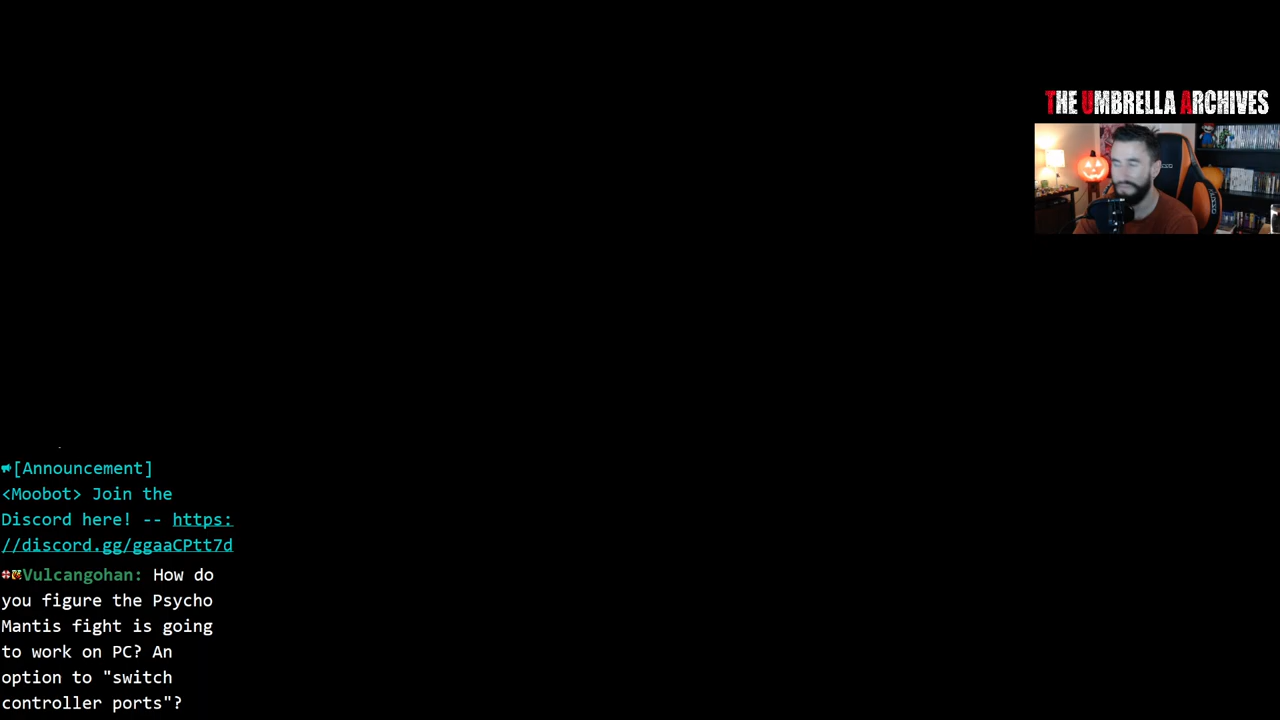 THE UMBRELLA ARCHIVES
[Announcement]
<Moobot> Join the
Discord here! -- https:
//discord.gg/ggaaCPtt7d
Vulcangohan: How do
you figure the Psycho
Mantis fight is going
to work on PC? An
option to "switch
controller ports"?